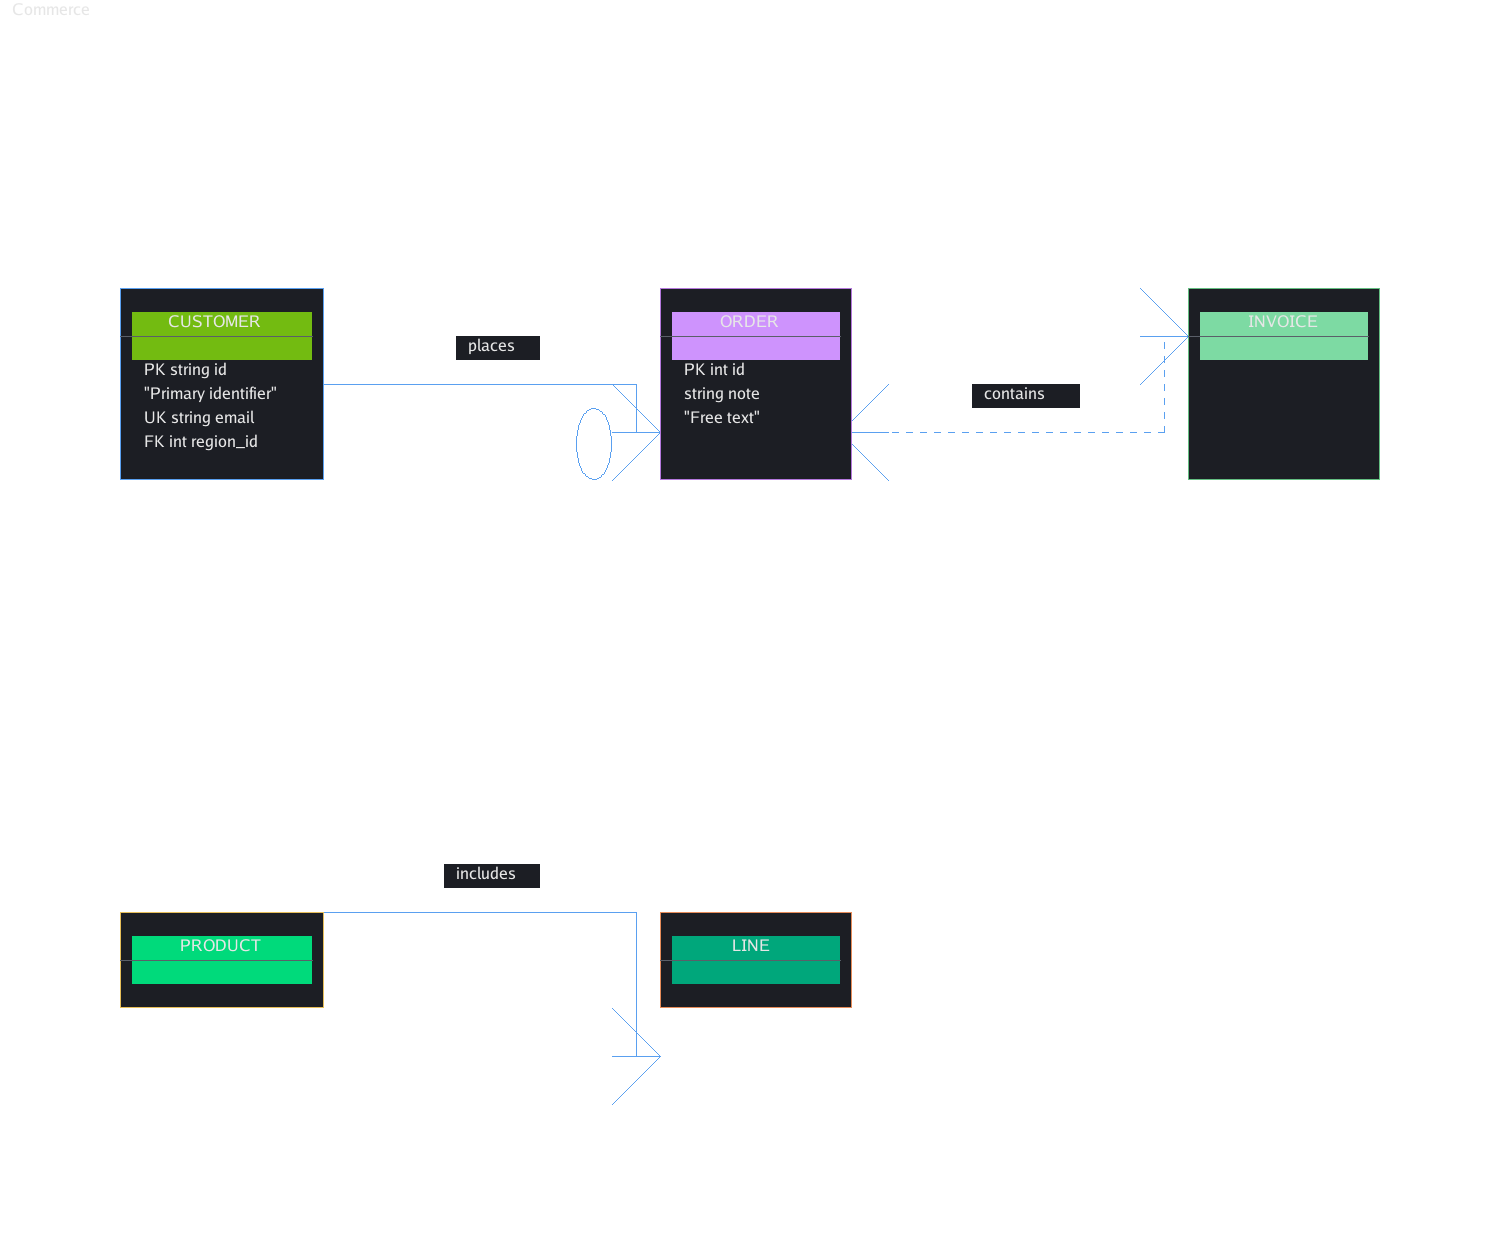 Commerce
CUSTOMER
PK string id
"Primary identifier"
UK string email
FK int region_id
places
ORDER
PK int id
string note
"Free text"
contains
INVOICE
includes
PRODUCT
LINE